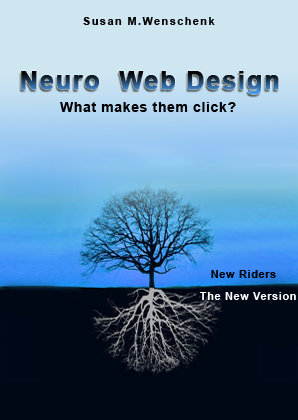 Susan M.Wenschenk
Neuro Web Design
What makes them click?
New Riders
The New Version